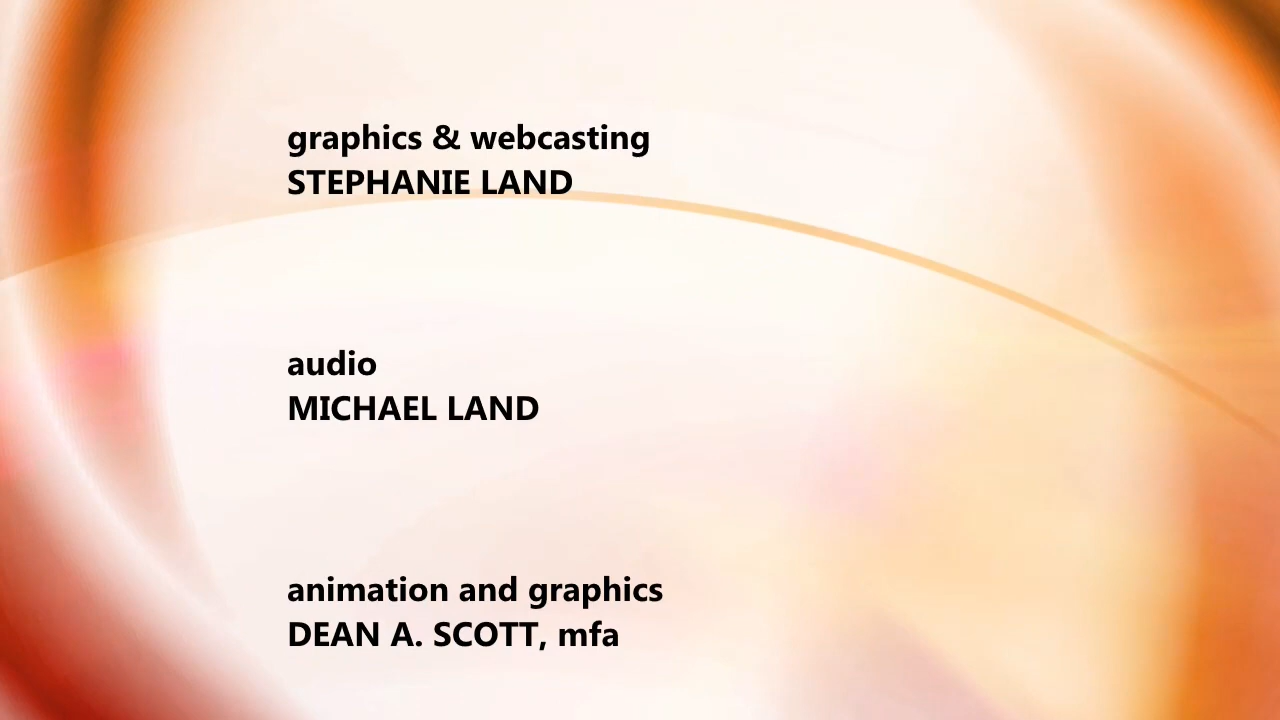 graphics & webcasting
STEPHANIE LAND
audio
MICHAEL LAND
animation and graphics
DEAN A. SCOTT, mfa